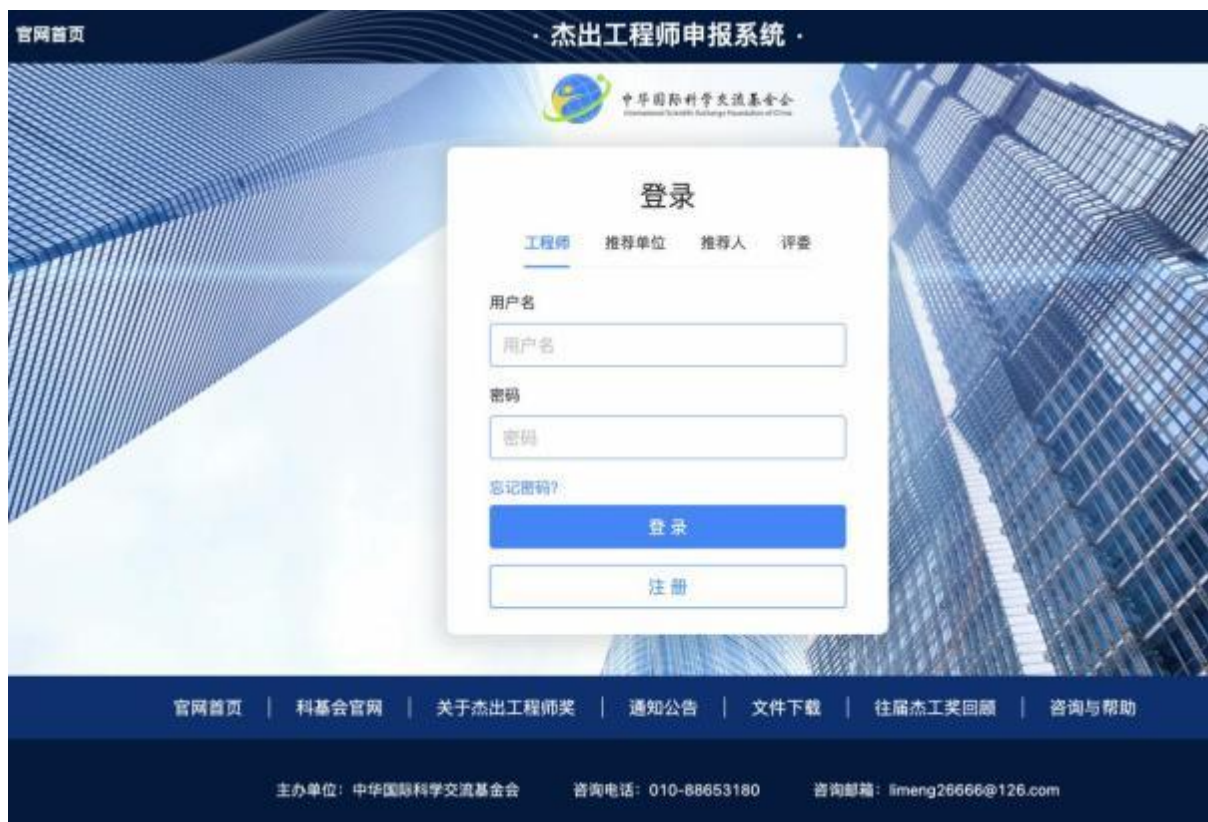 官网首页
· 杰出工程师申报系统 ·
中华国际科学交流基金会
International Scientific Exchange Foundation of China
登录
工程师 推荐单位 推荐人 评委
用户名
用户名
密码
密码
忘记密码?
登 录
注 册
官网首页 | 科基会官网 | 关于杰出工程师奖 | 通知公告 | 文件下载 | 往届杰工奖回顾 | 咨询与帮助
主办单位：中华国际科学交流基金会 咨询电话：010-88653180 咨询邮箱：limeng26666@126.com